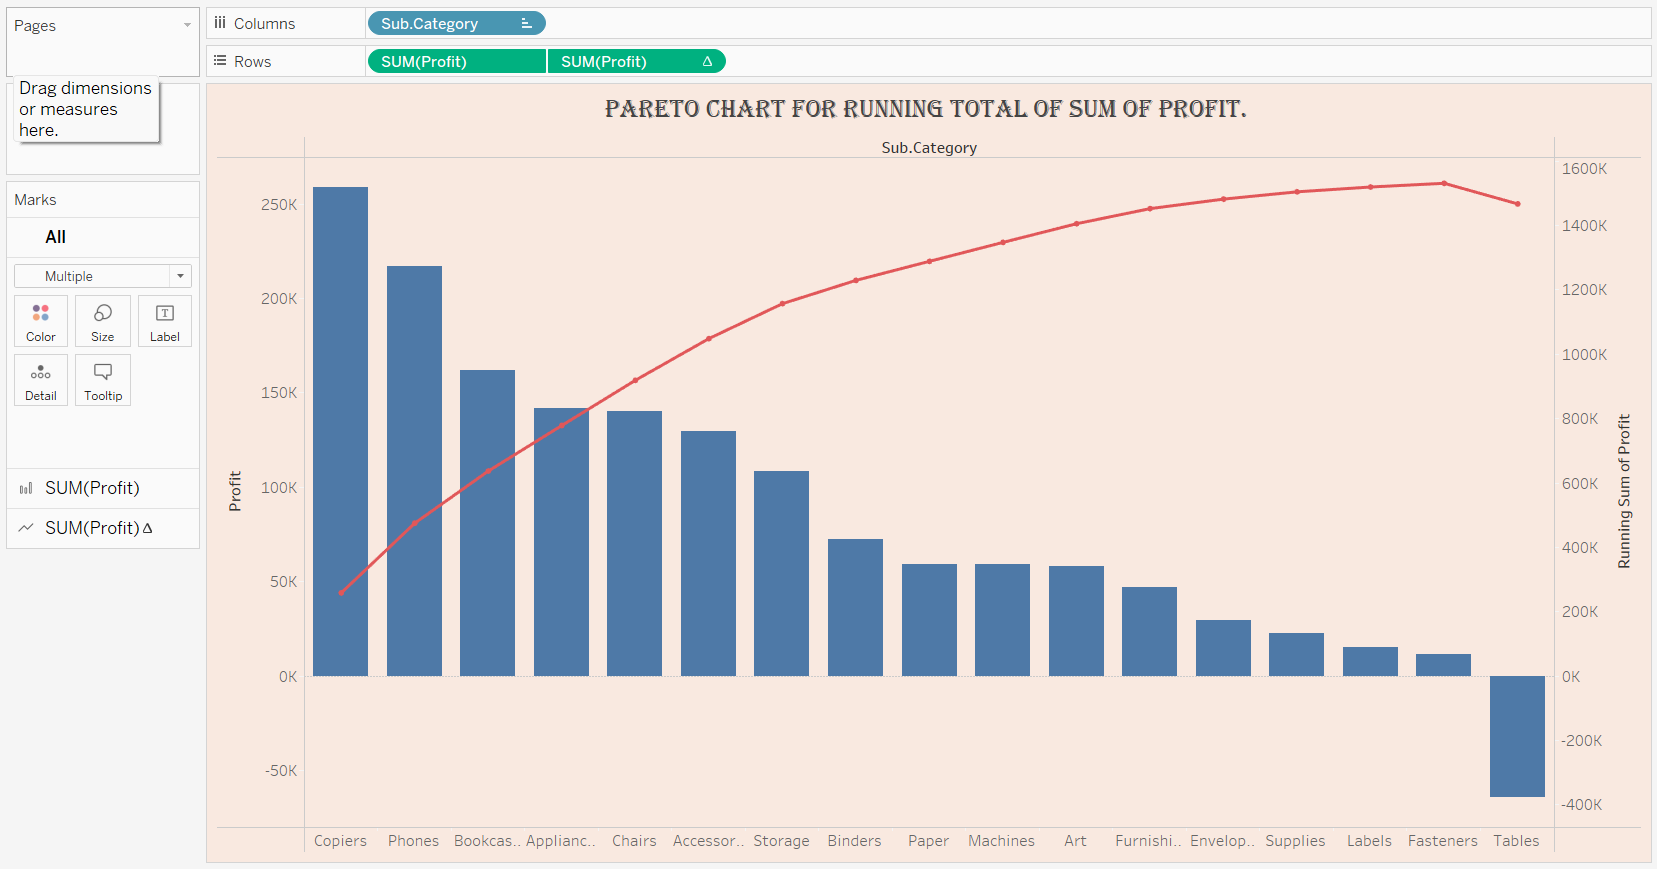 Pages
Drag dimensions
or measures
here.
Marks
All
Multiple
Color
Size
Label
Detail
Tooltip
SUM(Profit)
SUM(Profit) Δ
Columns
Sub.Category
Rows
SUM(Profit)
SUM(Profit) Δ
PARETO CHART FOR RUNNING TOTAL OF SUM OF PROFIT.
Sub.Category
Profit
250K
200K
150K
100K
50K
0K
-50K
1600K
1400K
1200K
1000K
800K
600K
400K
200K
0K
-200K
-400K
Running Sum of Profit
Copiers Phones Bookcas.. Applianc.. Chairs Accessor.. Storage Binders Paper Machines Art Furnishi.. Envelop.. Supplies Labels Fasteners Tables